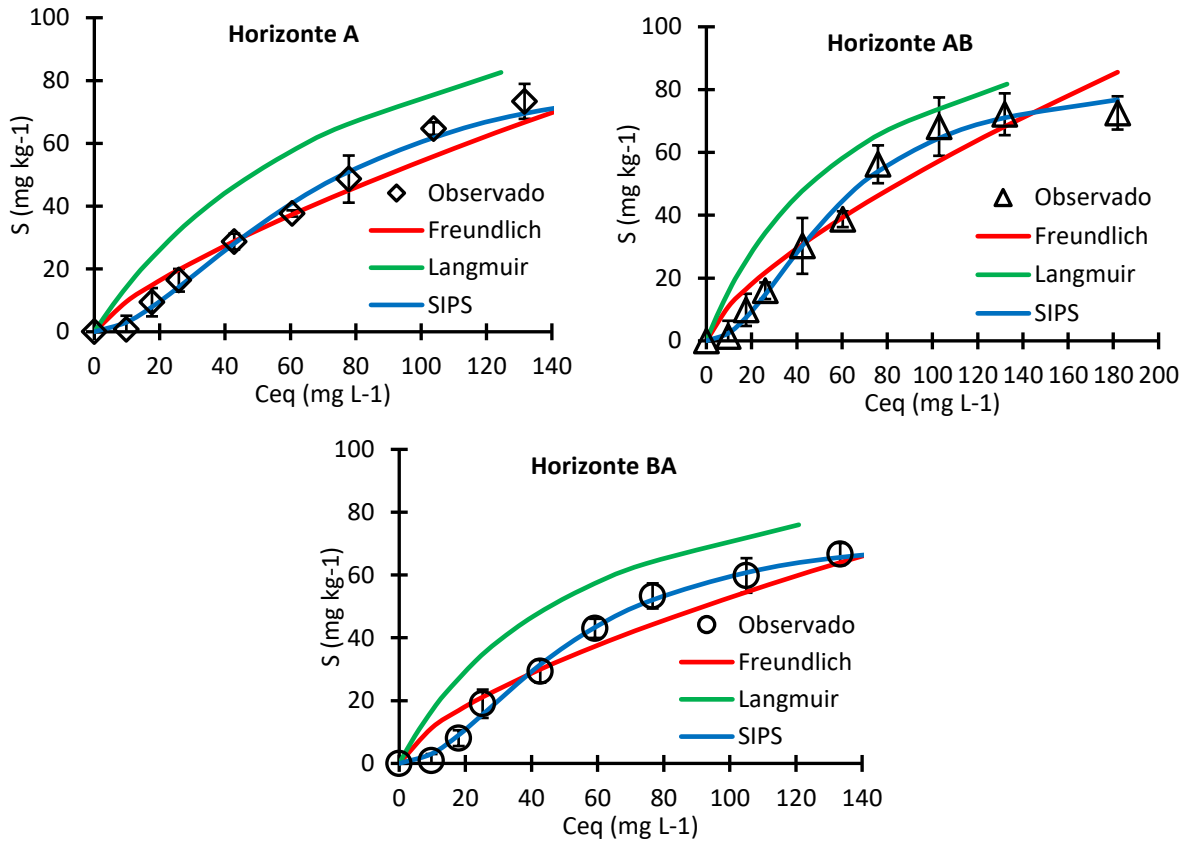 Horizonte A
S (mg kg-1)
100
80
60
40
20
0
0 20 40 60 80 100 120 140
Ceq (mg L-1)
Observado
Freundlich
Langmuir
SIPS
Horizonte AB
S (mg kg-1)
100
80
60
40
20
0
0 20 40 60 80 100 120 140 160 180 200
Ceq (mg L-1)
Observado
Freundlich
Langmuir
SIPS
Horizonte BA
S (mg kg-1)
100
80
60
40
20
0
0 20 40 60 80 100 120 140
Ceq (mg L-1)
Observado
Freundlich
Langmuir
SIPS